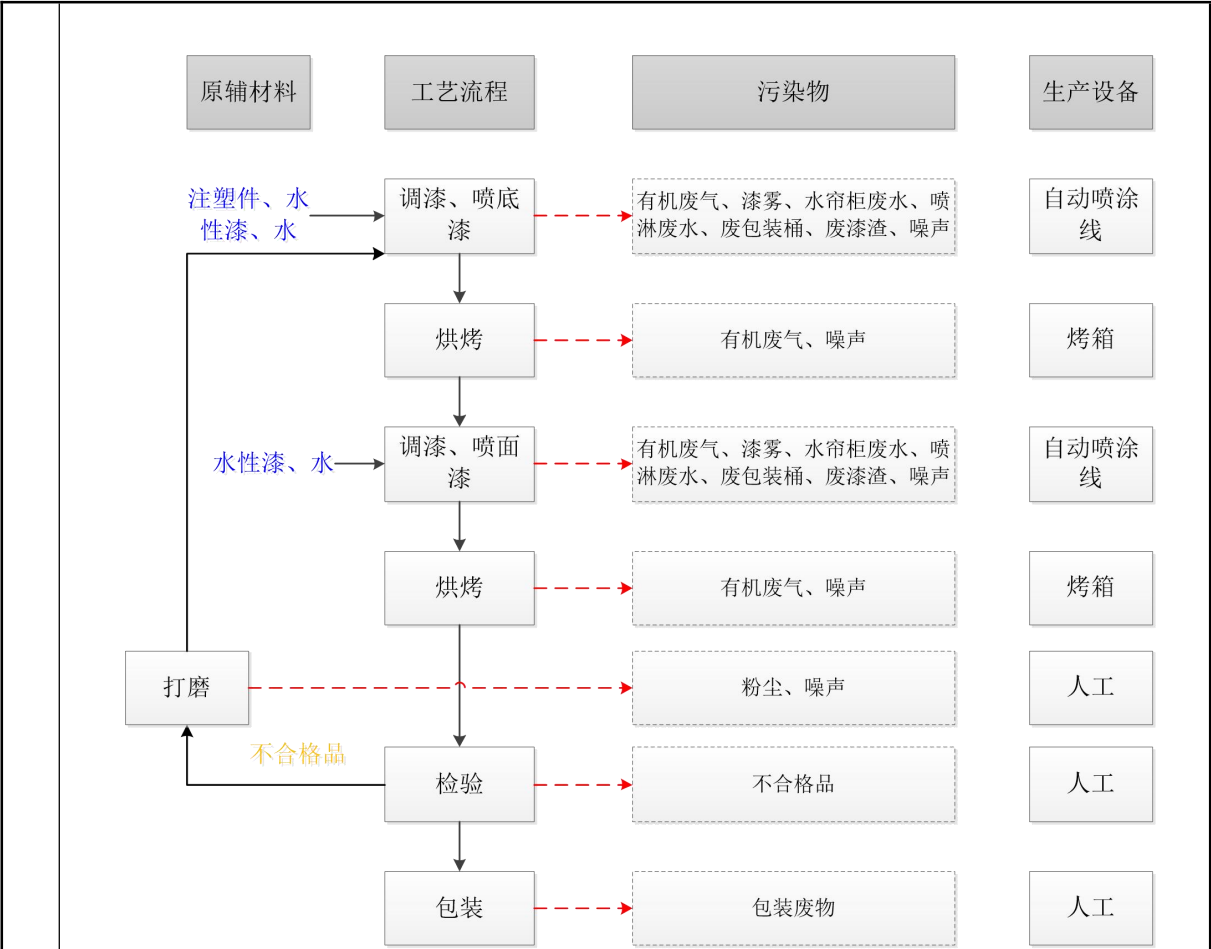 原辅材料
工艺流程
污染物
生产设备
注塑件、水
性漆、水
调漆、喷底
漆
有机废气、漆雾、水帘柜废水、喷
淋废水、废包装桶、废漆渣、噪声
自动喷涂
线
烘烤
有机废气、噪声
烤箱
水性漆、水
调漆、喷面
漆
有机废气、漆雾、水帘柜废水、喷
淋废水、废包装桶、废漆渣、噪声
自动喷涂
线
烘烤
有机废气、噪声
烤箱
打磨
粉尘、噪声
人工
不合格品
检验
不合格品
人工
包装
包装废物
人工